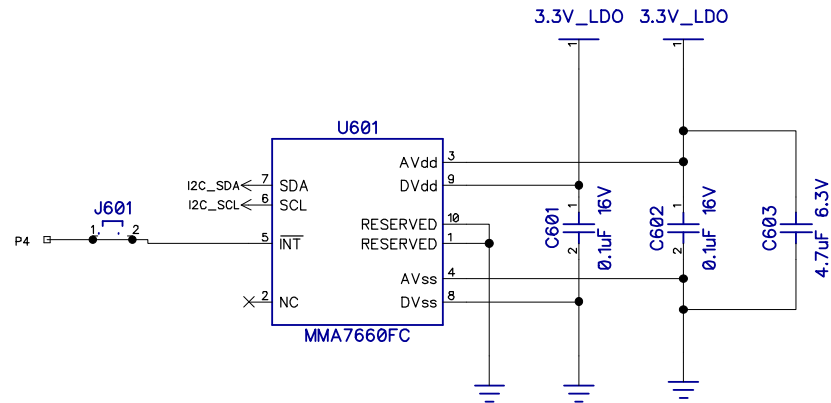 3.3V_LDO 3.3V_LDO
1 1
U601
AVdd 3
I2C_SDA 7 SDA DVdd 9
I2C_SCL 6 SCL
J601
RESERVED 10
1 2
P4 5 INT RESERVED 1
AVss 4
2 NC DVss 8
MMA7660FC
C601 0.1uF 16V
1
2
C602 0.1uF 16V
1
2
C603 4.7uF 6.3V